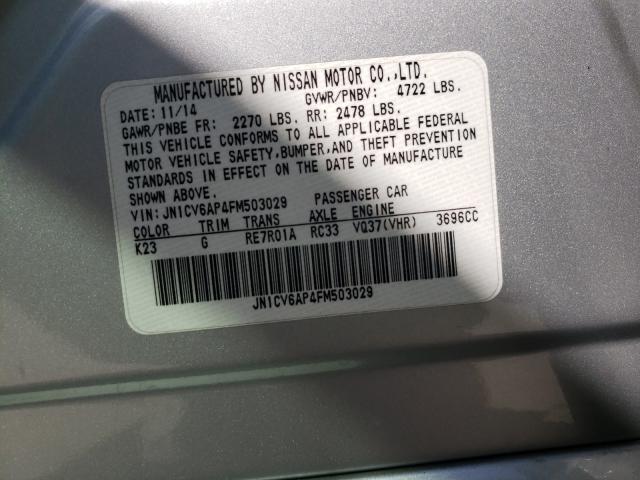 MANUFACTURED BY NISSAN MOTOR CO.,LTD.
DATE: 11/14 GVWR/PNBV: 4722 LBS.
GAWR/PNBE FR: 2270 LBS. RR: 2478 LBS.
THIS VEHICLE CONFORMS TO ALL APPLICABLE FEDERAL
MOTOR VEHICLE SAFETY,BUMPER,AND THEFT PREVENTION
STANDARDS IN EFFECT ON THE DATE OF MANUFACTURE
SHOWN ABOVE.
VIN: JN1CV6AP4FM503029 PASSENGER CAR
COLOR TRIM TRANS AXLE ENGINE
K23 G RE7R01A RC33 VQ37(VHR) 3696CC
JN1CV6AP4FM503029